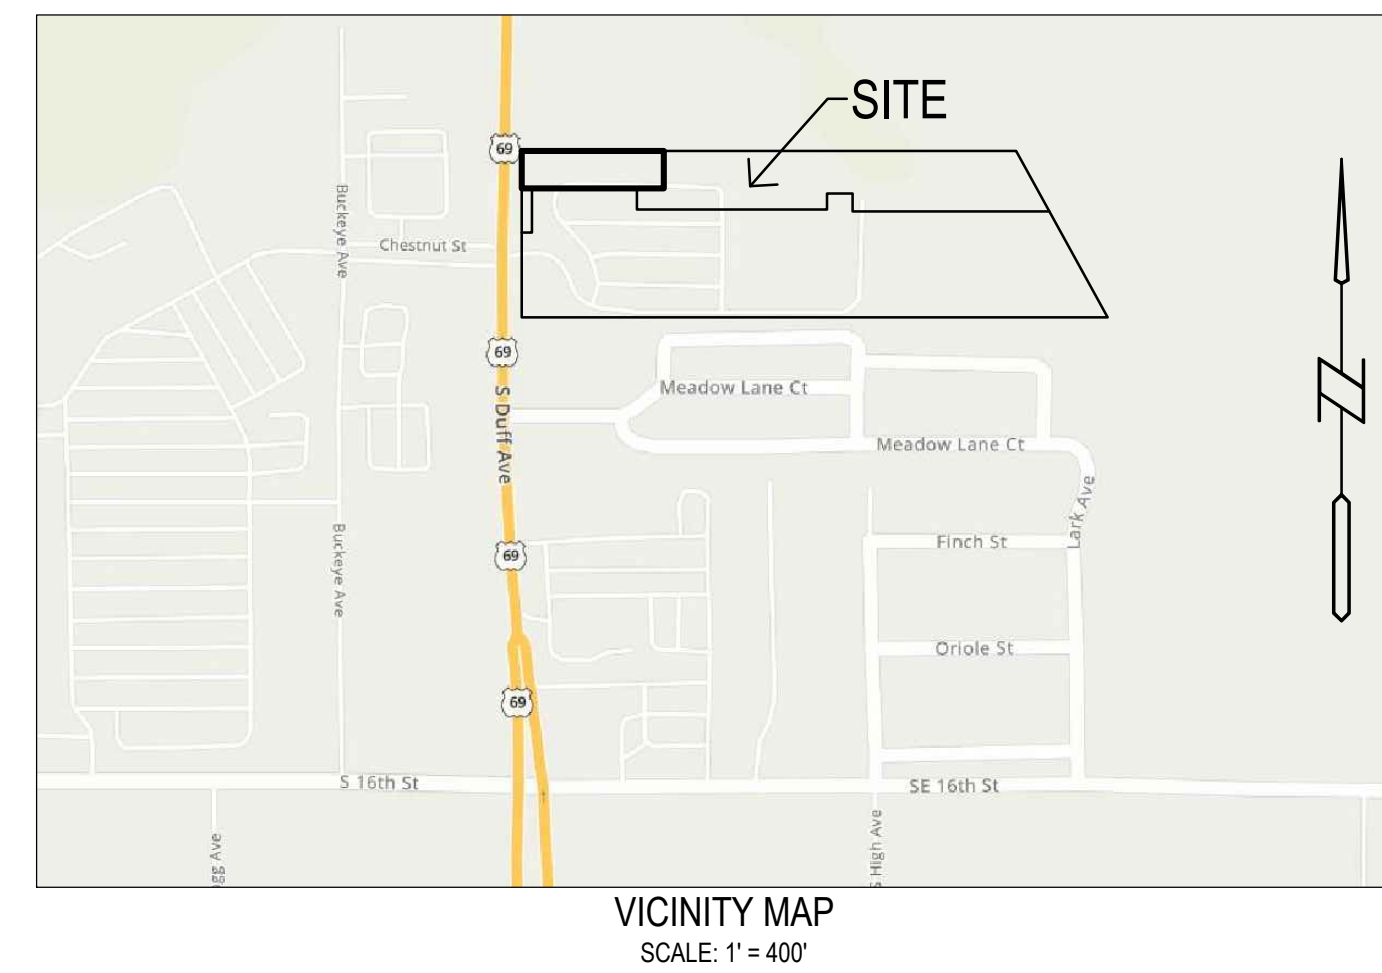 SITE
69
Buckeye Ave
Chestnut St
69
S Duff Ave
Meadow Lane Ct
Meadow Lane Ct
Lark Ave
Buckeye Ave
Finch St
69
Oriole St
69
S 16th St
SE 16th St
S High Ave
VICINITY MAP
SCALE: 1' = 400'